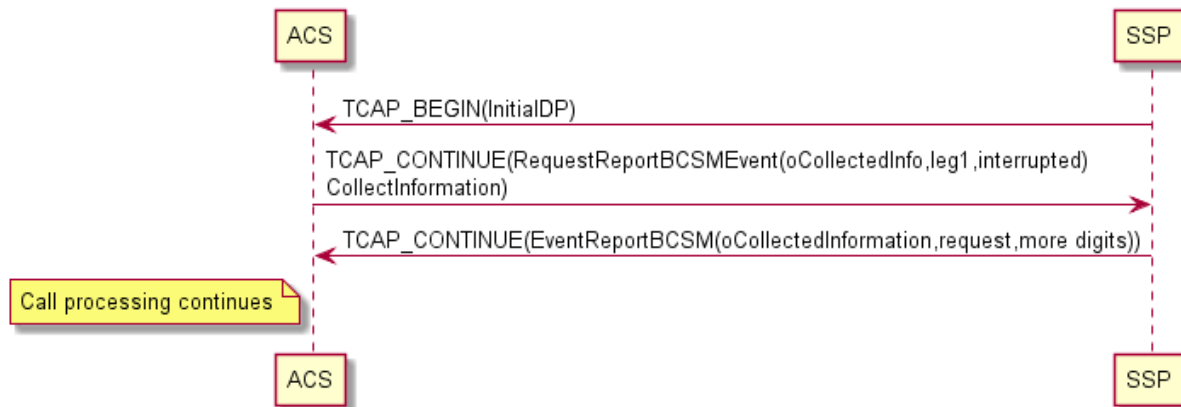 ACS
SSP
TCAP_BEGIN(InitialDP)
TCAP_CONTINUE(RequestReportBCSMEvent(oCollectedInfo,leg1,interrupted)
CollectInformation)
TCAP_CONTINUE(EventReportBCSM(oCollectedInformation,request,more digits))
Call processing continues
ACS
SSP